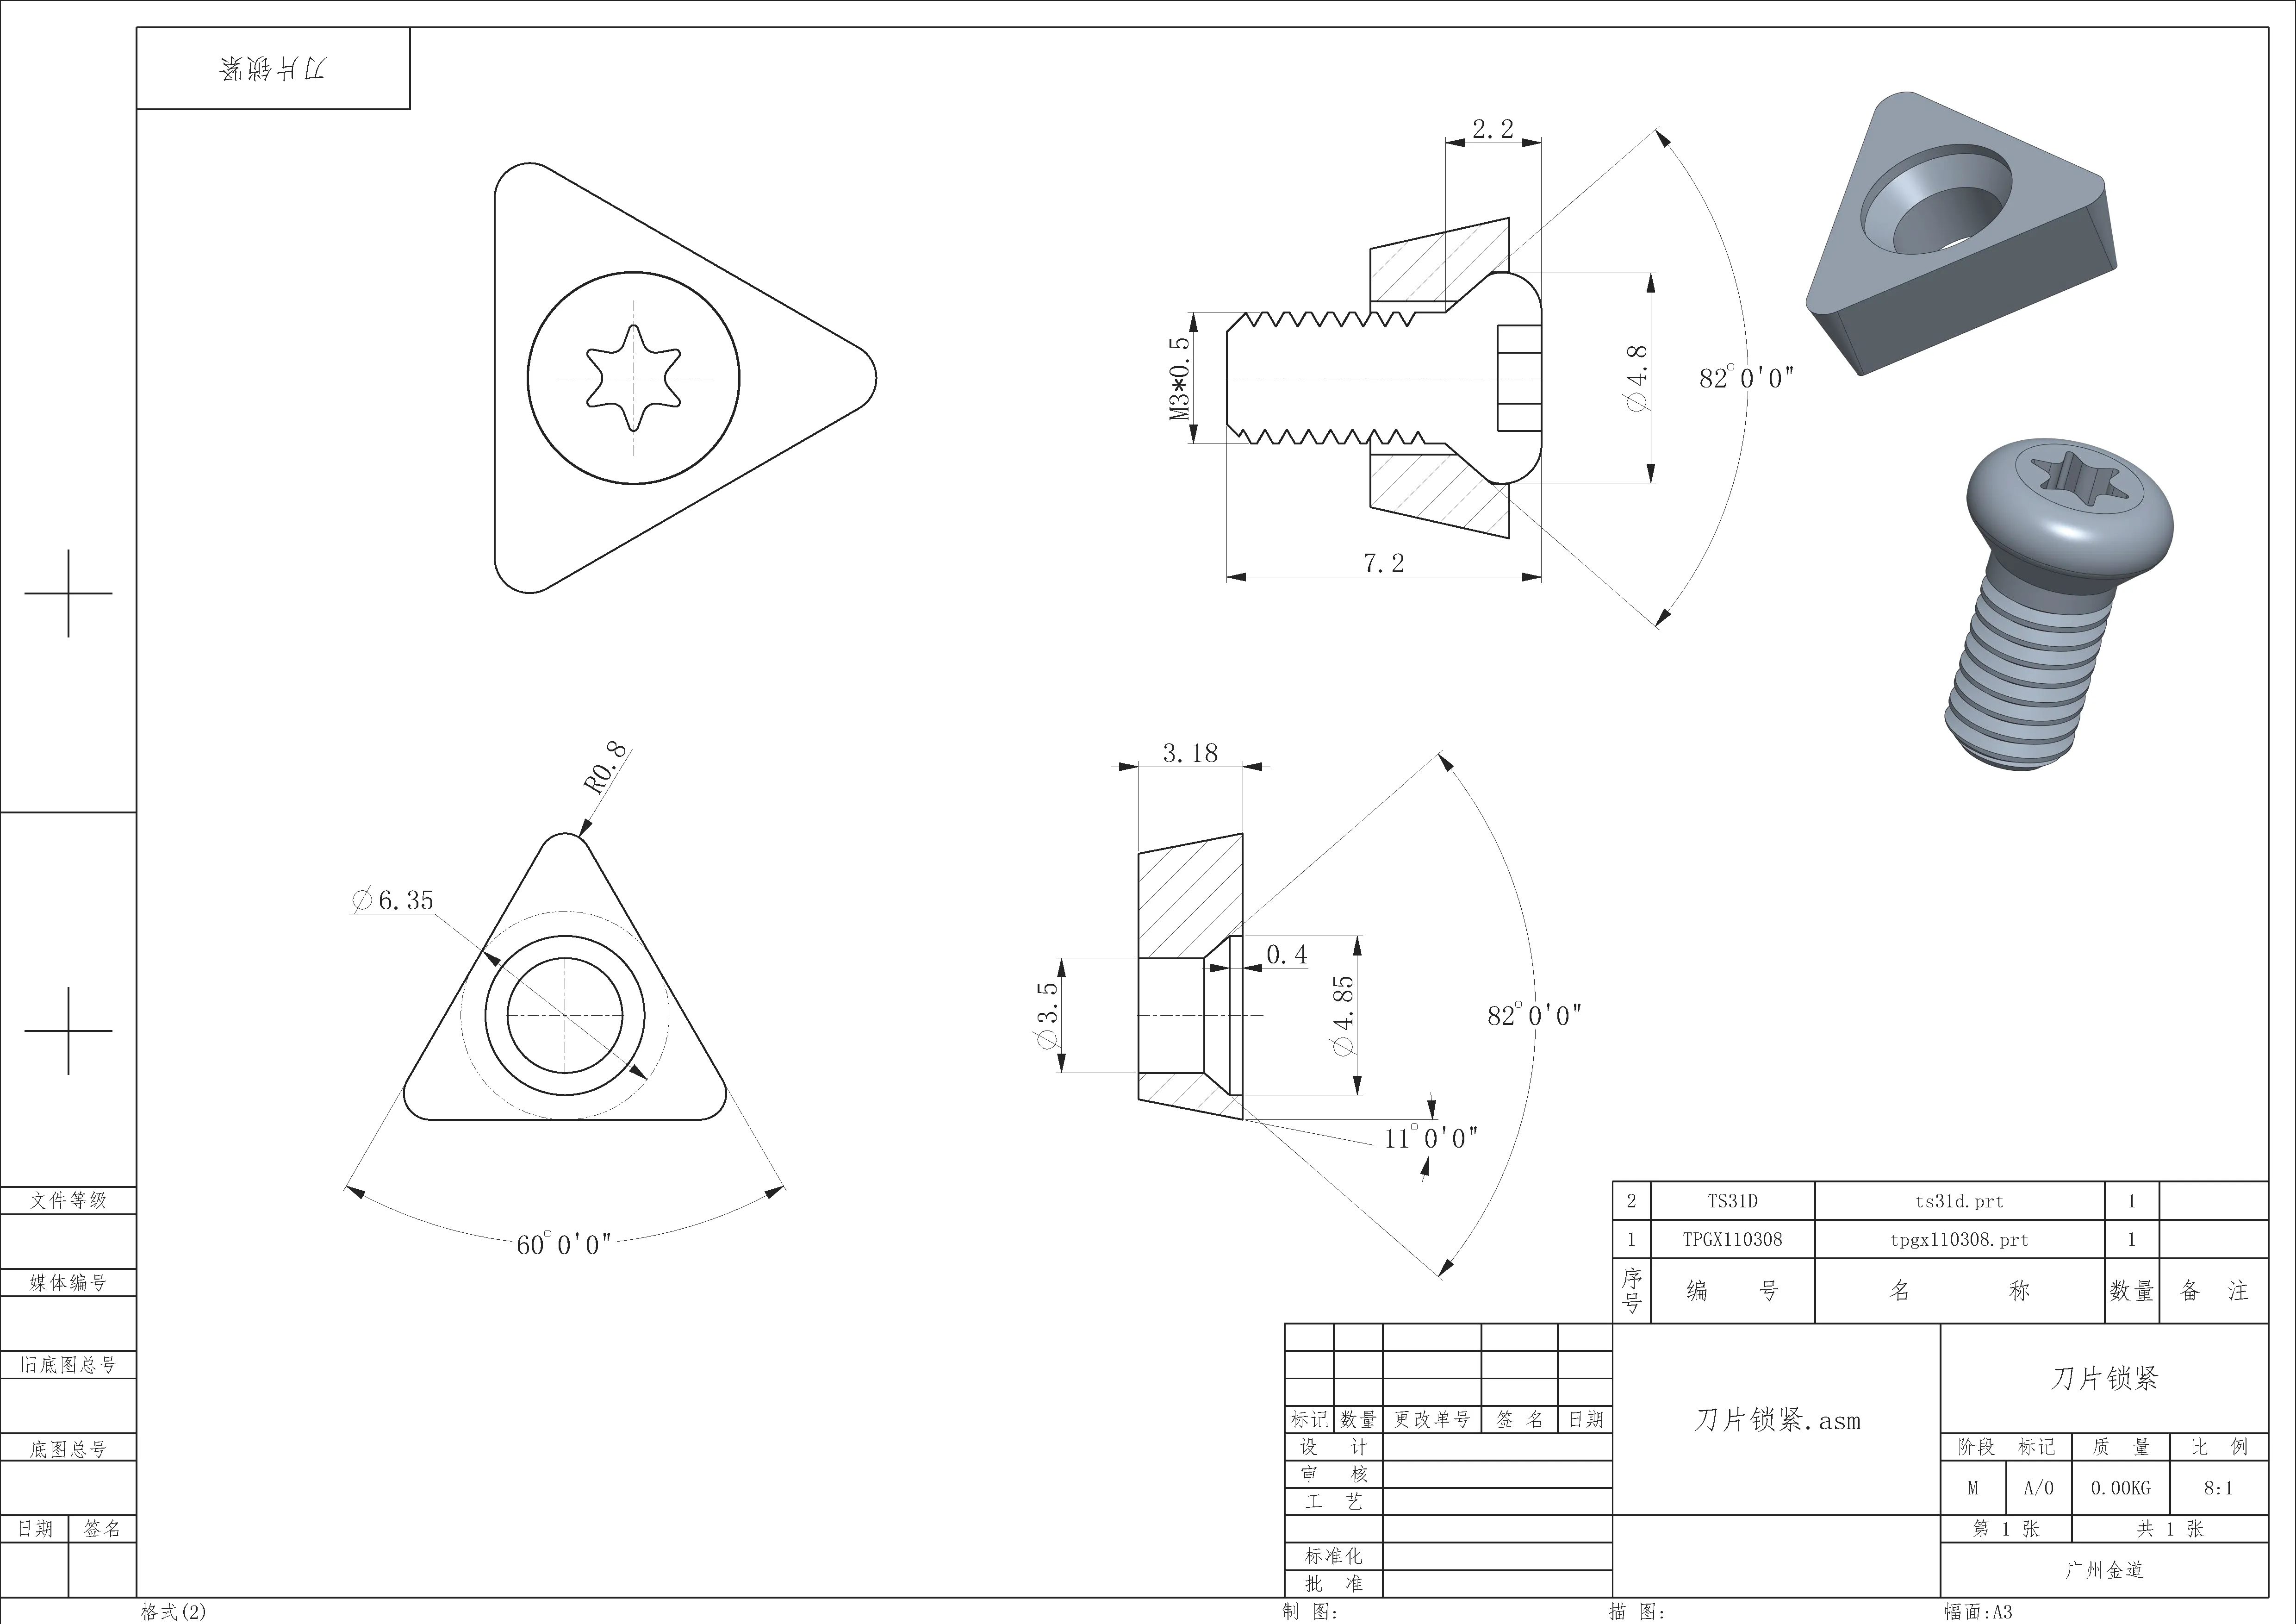 刀片锁紧
2.2
M3*0.5
∅4.8
82°0'0"
7.2
R0.8
∅6.35
60°0'0"
3.18
0.4
∅3.5
∅4.85
82°0'0"
11°0'0"
文件等级
媒体编号
旧底图总号
底图总号
日期 签名
2 TS31D ts31d.prt 1
1 TPGX110308 tpgx110308.prt 1
序号 编 号 名 称 数量 备 注
标记 数量 更改单号 签 名 日期
设 计
审 核
工 艺
标准化
批 准
刀片锁紧.asm
刀片锁紧
阶段 标记 质 量 比 例
M A/0 0.00KG 8:1
第 1 张 共 1 张
广州金道
格式(2) 制 图: 描 图: 幅面:A3